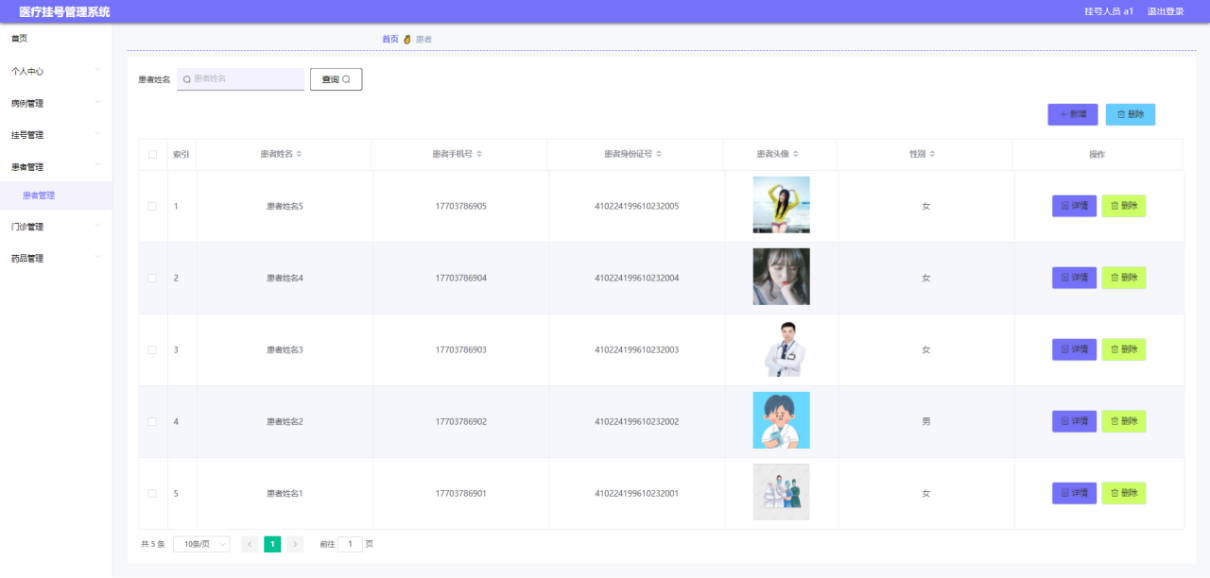 医疗挂号管理系统 挂号人员 a1 退出登录
首页
个人中心
病例管理
挂号管理
患者管理
患者管理
门诊管理
药品管理
首页 患者
患者姓名 患者姓名 查询
+ 新增 删除
索引 患者姓名 患者手机号 患者身份证号 患者头像 性别 操作
1 患者姓名5 17703786905 410224199610232005 女 详情 删除
2 患者姓名4 17703786904 410224199610232004 女 详情 删除
3 患者姓名3 17703786903 410224199610232003 女 详情 删除
4 患者姓名2 17703786902 410224199610232002 男 详情 删除
5 患者姓名1 17703786901 410224199610232001 女 详情 删除
共 5 条 10条/页 < 1 > 前往 1 页